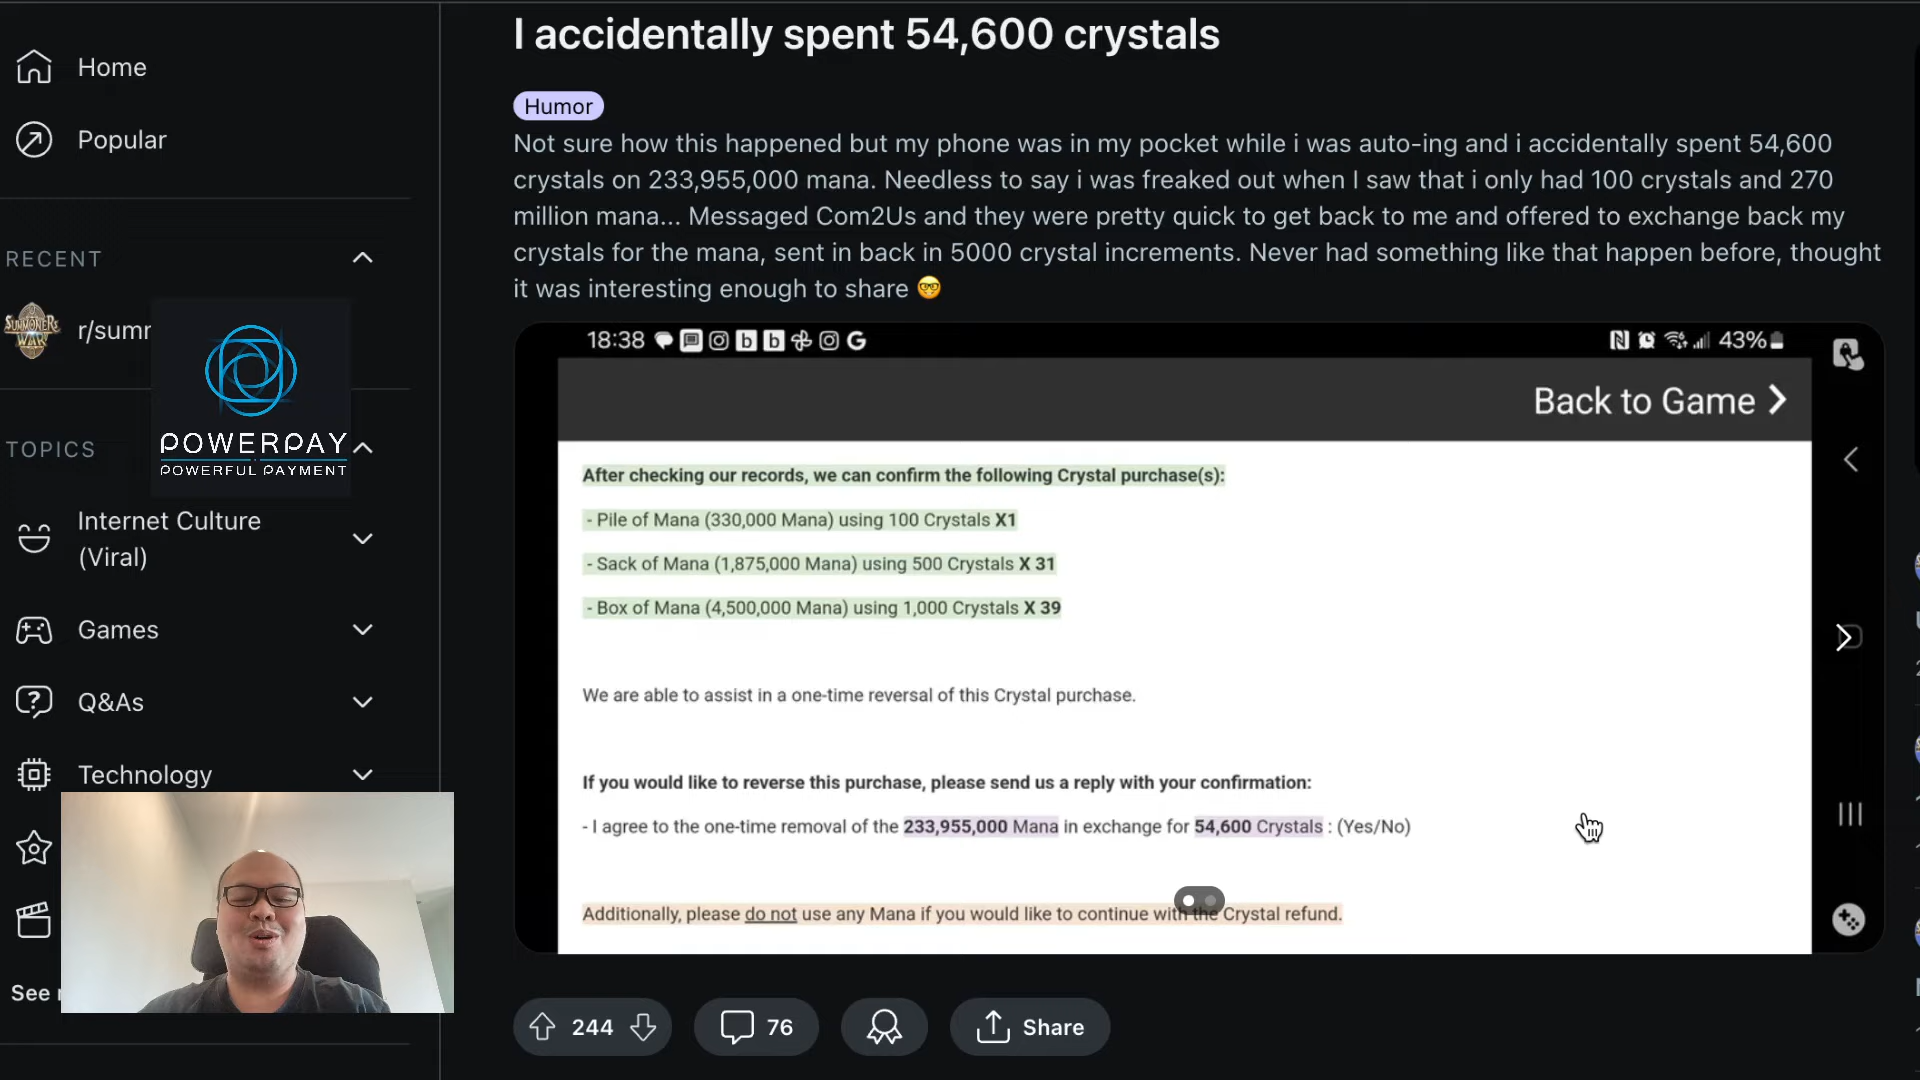 I accidentally spent 54,600 crystals
Home
Popular
RECENT
r/summ
TOPICS
Internet Culture
(Viral)
Games
Q&As
Technology
See
POWERPAY
POWERFUL PAYMENT
Humor
Not sure how this happened but my phone was in my pocket while i was auto-ing and i accidentally spent 54,600
crystals on 233,955,000 mana. Needless to say i was freaked out when I saw that i only had 100 crystals and 270
million mana... Messaged Com2Us and they were pretty quick to get back to me and offered to exchange back my
crystals for the mana, sent in back in 5000 crystal increments. Never had something like that happen before, thought
it was interesting enough to share 🤓
18:38
43%
Back to Game
After checking our records, we can confirm the following Crystal purchase(s):
- Pile of Mana (330,000 Mana) using 100 Crystals X1
- Sack of Mana (1,875,000 Mana) using 500 Crystals X 31
- Box of Mana (4,500,000 Mana) using 1,000 Crystals X 39
We are able to assist in a one-time reversal of this Crystal purchase.
If you would like to reverse this purchase, please send us a reply with your confirmation:
- I agree to the one-time removal of the 233,955,000 Mana in exchange for 54,600 Crystals : (Yes/No)
Additionally, please do not use any Mana if you would like to continue with the Crystal refund.
244
76
Share
SUMMONERS
WAR